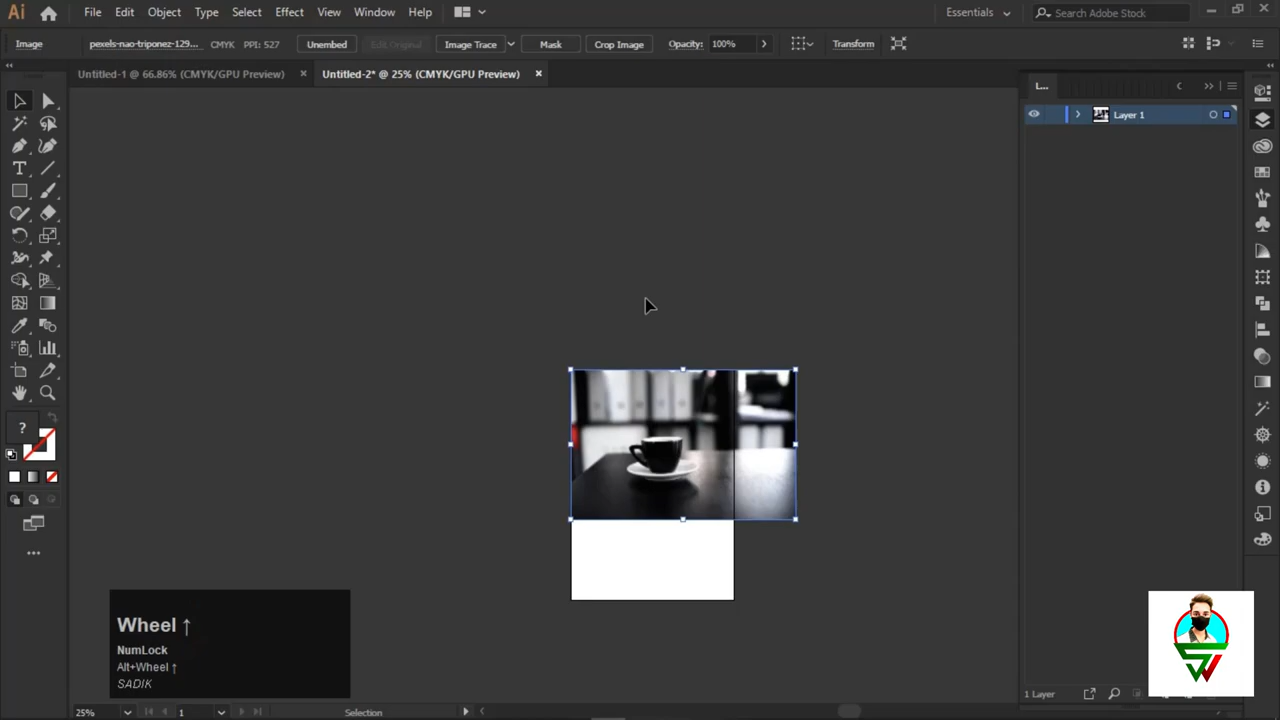 Ai File Edit Object Type Select Effect View Window Help Essentials Search Adobe Stock
Image pexels-nao-triponez-129... CMYK PPI: 527 Unembed Edit Original Image Trace Mask Crop Image Opacity: 100% Transform
Untitled-1 @ 66.86% (CMYK/GPU Preview) Untitled-2* @ 25% (CMYK/GPU Preview)
L...
Layer 1
?
Wheel ↑
NumLock
Alt+Wheel ↑
SADIK
1 Layer
25% 1 Selection